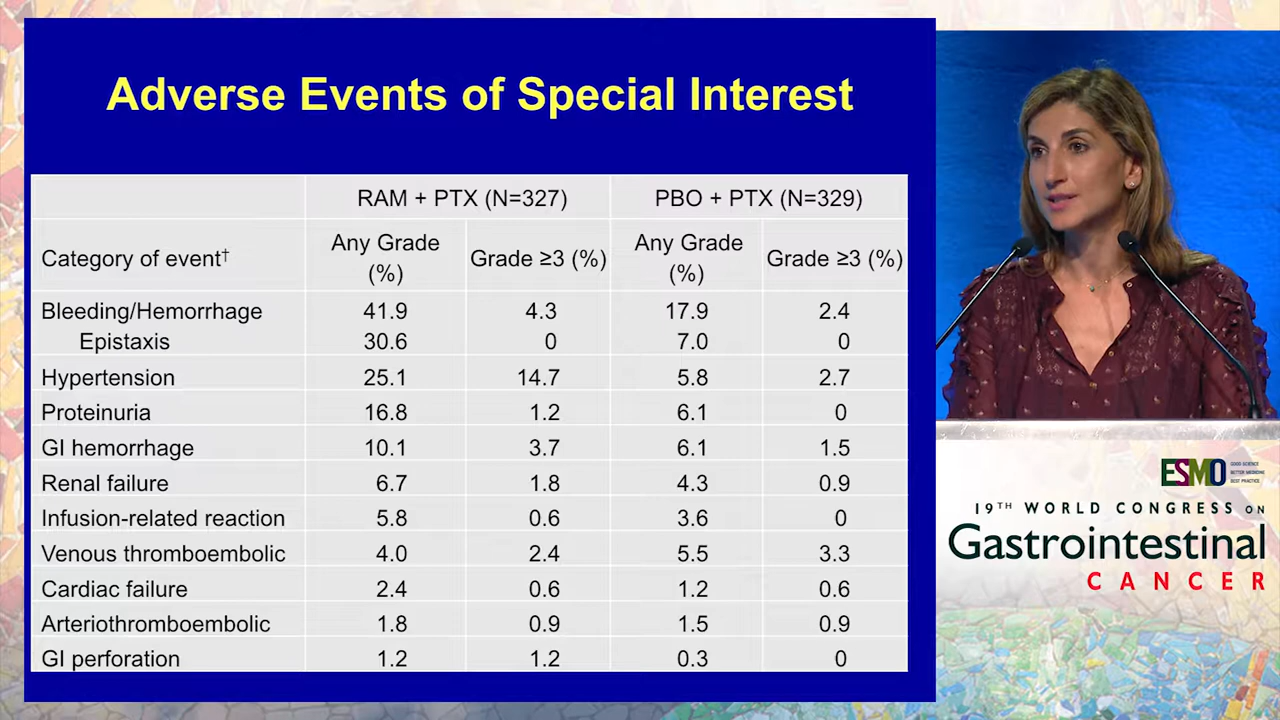 Adverse Events of Special Interest
RAM + PTX (N=327) PBO + PTX (N=329)
Category of event† Any Grade (%) Grade ≥3 (%) Any Grade (%) Grade ≥3 (%)
Bleeding/Hemorrhage 41.9 4.3 17.9 2.4
Epistaxis 30.6 0 7.0 0
Hypertension 25.1 14.7 5.8 2.7
Proteinuria 16.8 1.2 6.1 0
GI hemorrhage 10.1 3.7 6.1 1.5
Renal failure 6.7 1.8 4.3 0.9
Infusion-related reaction 5.8 0.6 3.6 0
Venous thromboembolic 4.0 2.4 5.5 3.3
Cardiac failure 2.4 0.6 1.2 0.6
Arteriothromboembolic 1.8 0.9 1.5 0.9
GI perforation 1.2 1.2 0.3 0
ESMO
GOOD SCIENCE
BETTER MEDICINE
BEST PRACTICE
19TH WORLD CONGRESS ON
Gastrointestinal
CANCER